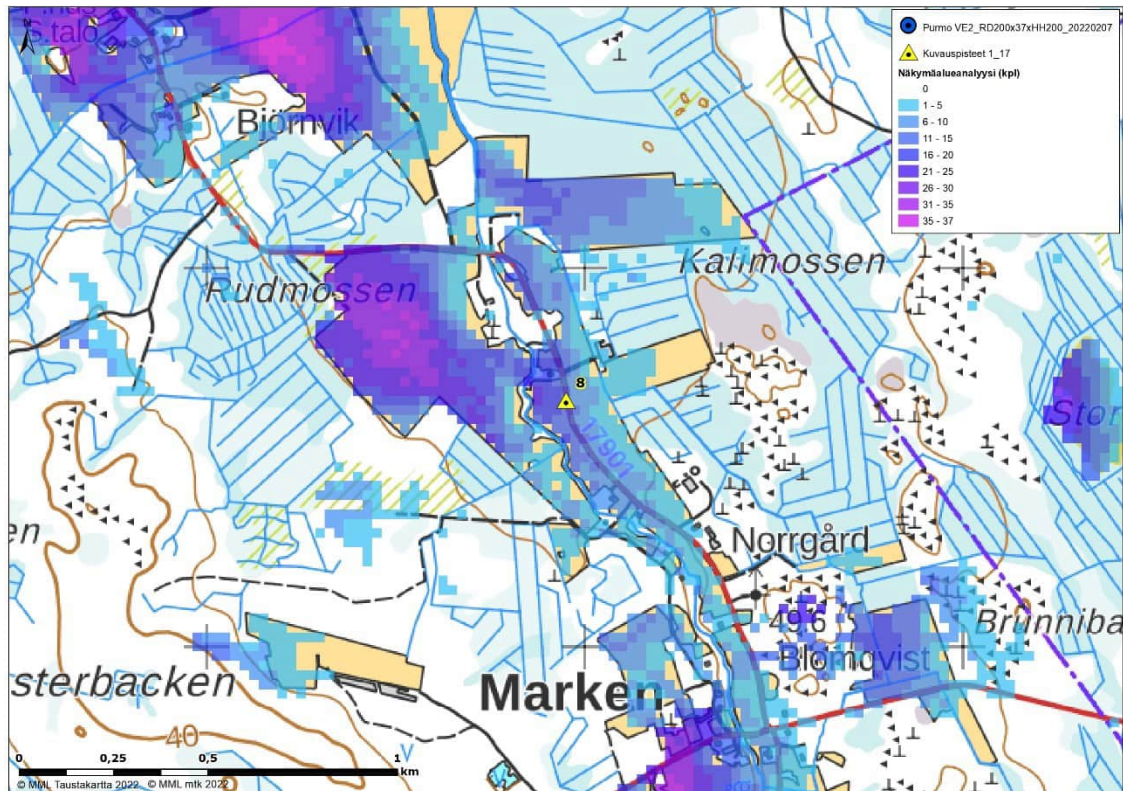 S.talo
Björnvik
Purmo VE2_RD200x37xHH200_20220207
Kuvauspisteet 1_17
Näkymäalueanalyysi (kpl)
0
1 - 5
6 - 10
11 - 15
16 - 20
21 - 25
26 - 30
31 - 35
35 - 37
Kalimossen
Rudmossen
8
17901
Stor
en
Norrgård
49.6
Brunniba
Blomqvist
sterbacken
Marken
40
0 0,25 0,5 1
km
© MML Taustakartta 2022 © MML mtk 2022